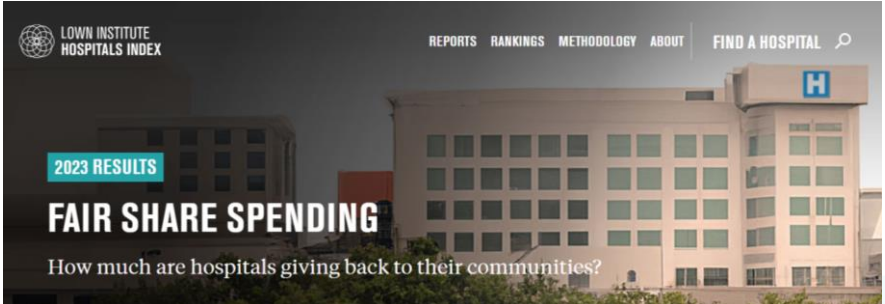 LOWN INSTITUTE
HOSPITALS INDEX
REPORTS RANKINGS METHODOLOGY ABOUT FIND A HOSPITAL
H
2023 RESULTS
FAIR SHARE SPENDING
How much are hospitals giving back to their communities?